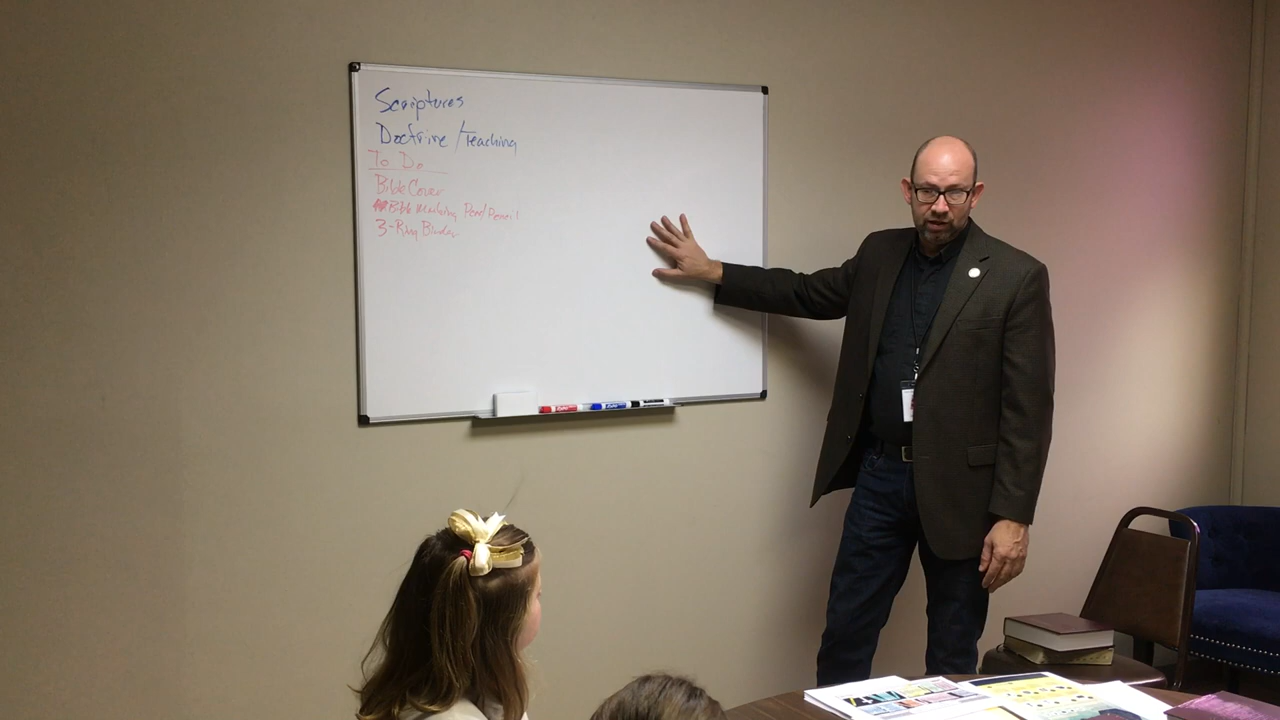 Scriptures
Doctrine/Teaching
To Do
Bible Cover
Bible Marking Pen/Pencil
3-Ring Binder